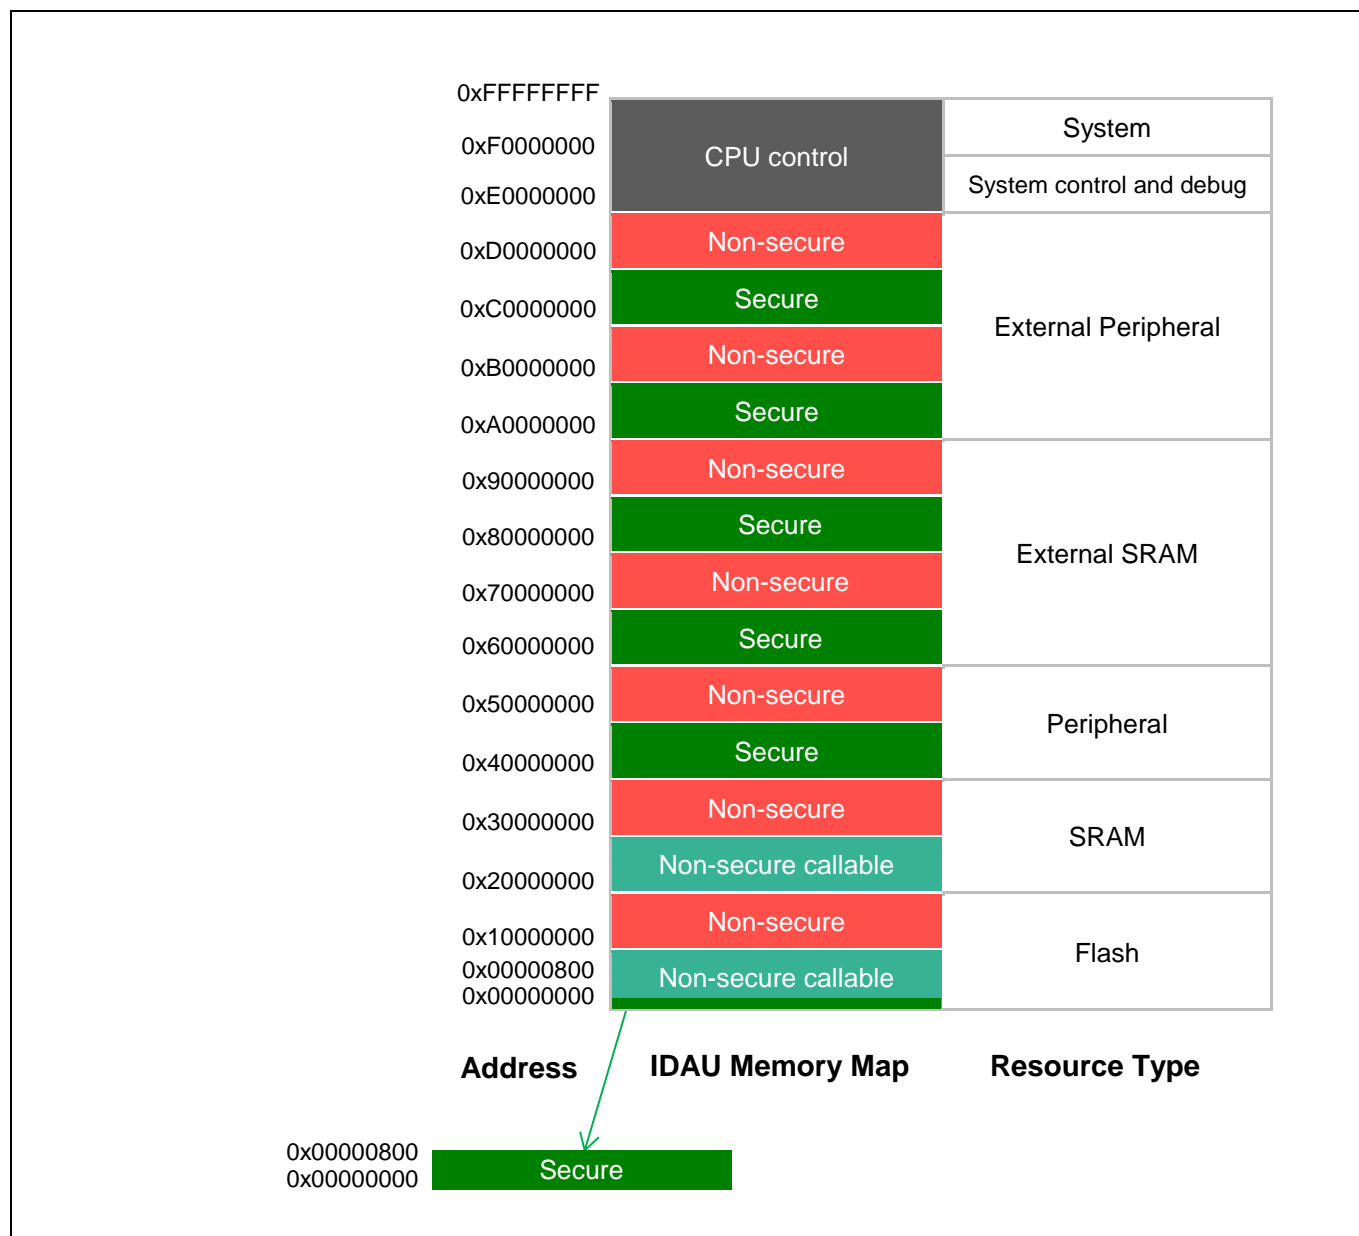 0xFFFFFFFF
System
0xF0000000
CPU control
System control and debug
0xE0000000
Non-secure
0xD0000000
Secure
0xC0000000
External Peripheral
Non-secure
0xB0000000
Secure
0xA0000000
Non-secure
0x90000000
Secure
0x80000000
External SRAM
Non-secure
0x70000000
Secure
0x60000000
Non-secure
0x50000000
Peripheral
Secure
0x40000000
Non-secure
0x30000000
SRAM
Non-secure callable
0x20000000
Non-secure
0x10000000
Flash
0x00000800
Non-secure callable
0x00000000
Address
IDAU Memory Map
Resource Type
0x00000800
Secure
0x00000000